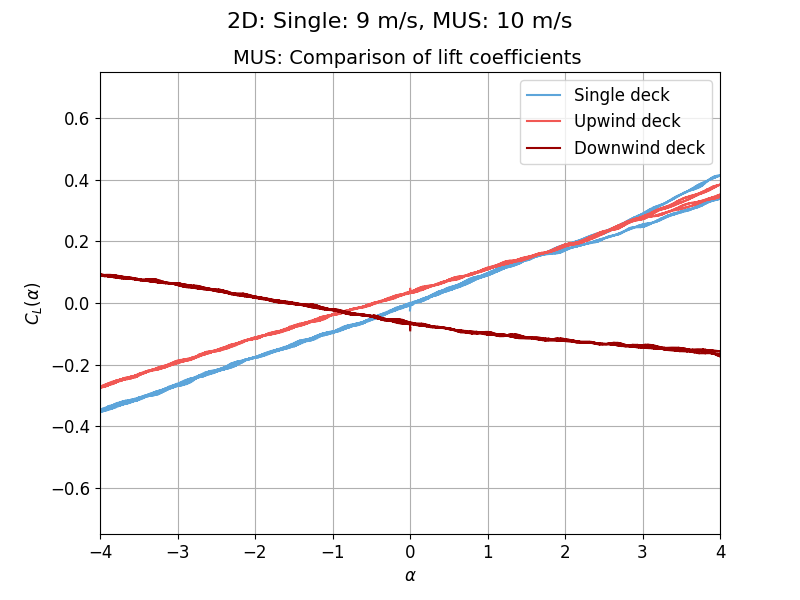 2D: Single: 9 m/s, MUS: 10 m/s
MUS: Comparison of lift coefficients
Single deck
Upwind deck
Downwind deck
0.6
0.4
0.2
0.0
−0.2
−0.4
−0.6
C_L(α)
−4 −3 −2 −1 0 1 2 3 4
α